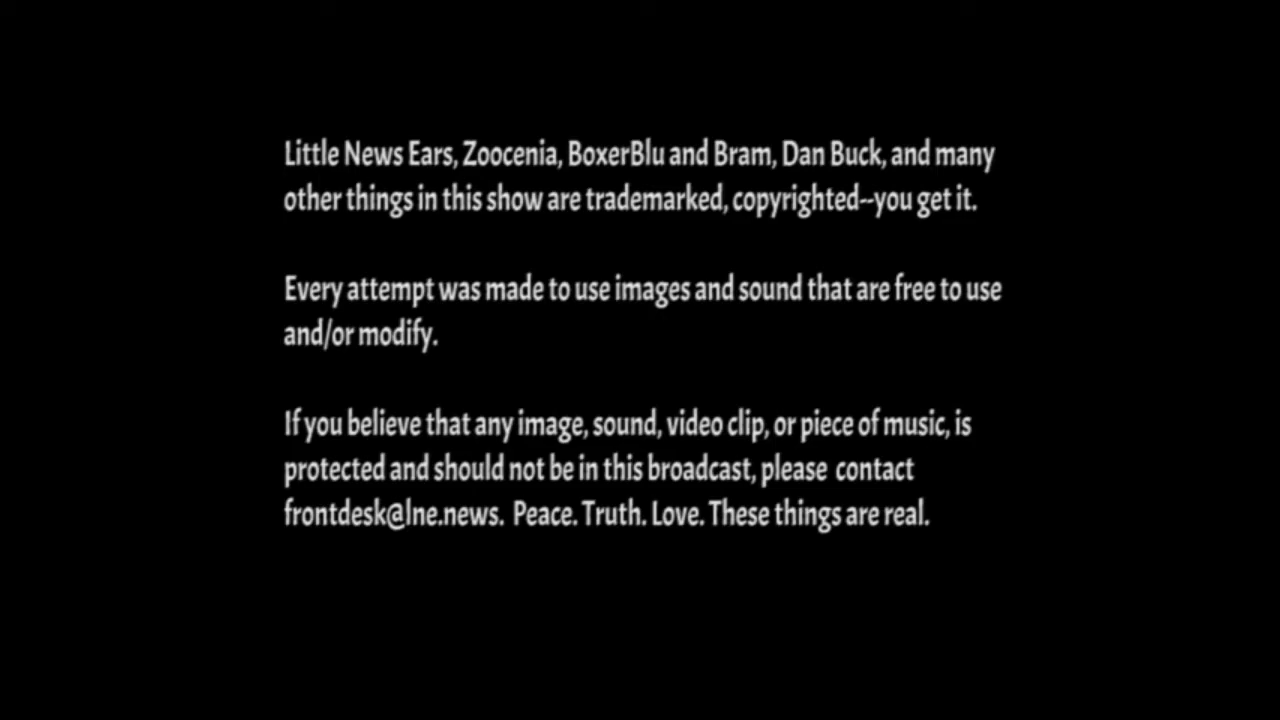 Little News Ears, Zoocenia, BoxerBlu and Bram, Dan Buck, and many
other things in this show are trademarked, copyrighted--you get it.
Every attempt was made to use images and sound that are free to use
and/or modify.
If you believe that any image, sound, video clip, or piece of music, is
protected and should not be in this broadcast, please  contact
frontdesk@lne.news.  Peace. Truth. Love. These things are real.